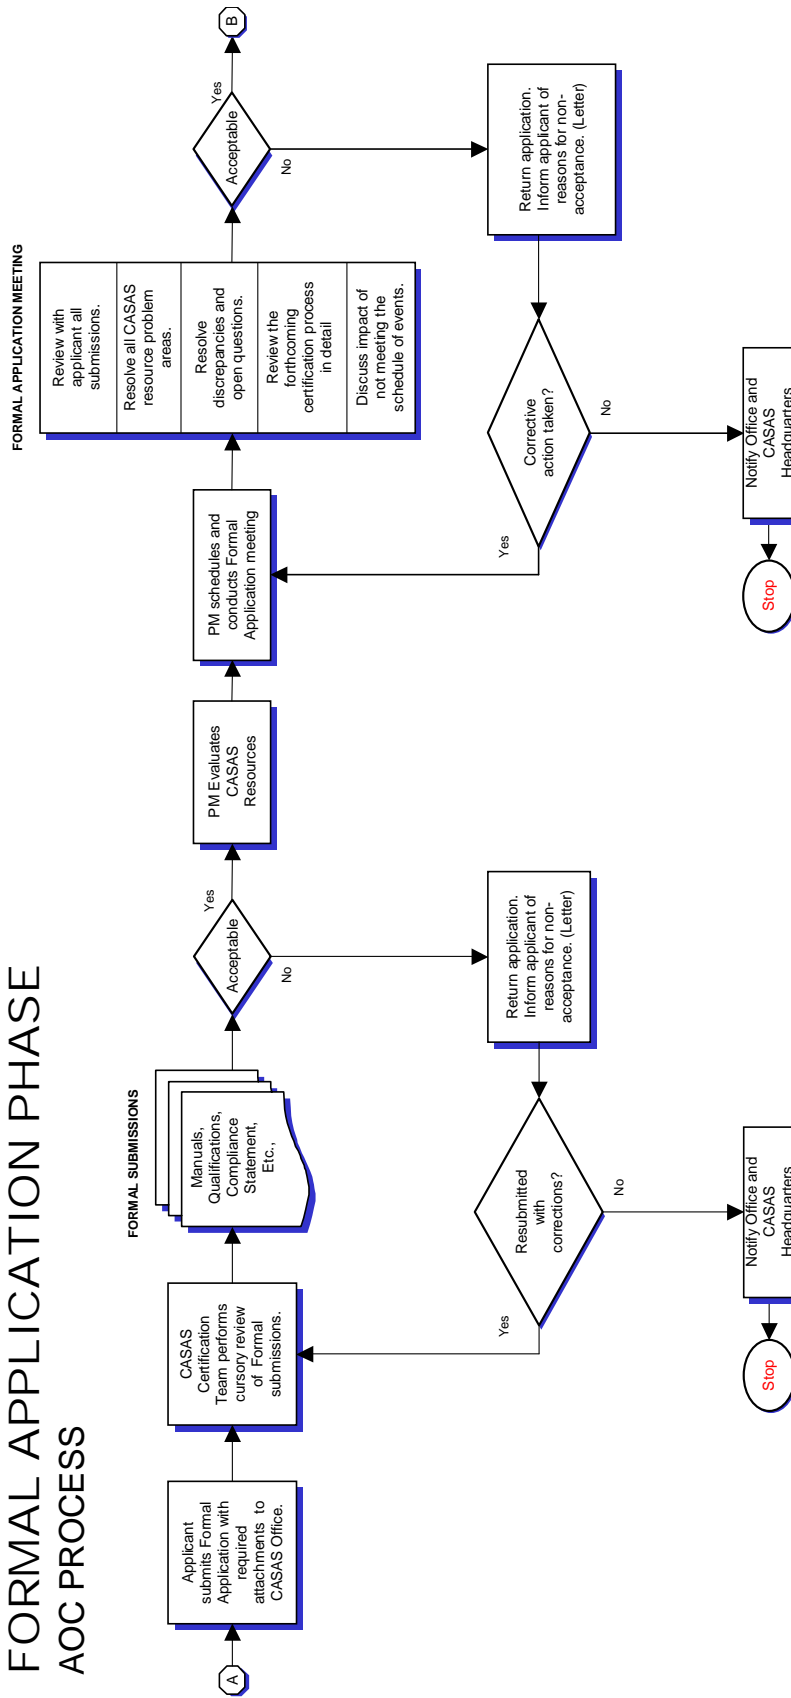 FORMAL APPLICATION PHASE
AOC PROCESS
A
Applicant
submits Formal
Application with
required
attachments to
CASAS Office.
CASAS
Certification
Team performs
cursory review
of Formal
submissions.
FORMAL SUBMISSIONS
Manuals,
Qualifications,
Compliance
Statement,
Etc.,
Acceptable
Yes
No
Return application.
Inform applicant of
reasons for non-
acceptance. (Letter)
Resubmitted
with
corrections?
Yes
No
Notify Office and
CASAS
Headquarters
Stop
PM Evaluates
CASAS
Resources
PM schedules and
conducts Formal
Application meeting
FORMAL APPLICATION MEETING
Review with
applicant all
submissions.
Resolve all CASAS
resource problem
areas.
Resolve
discrepancies and
open questions.
Review the
forthcoming
certification process
in detail
Discuss impact of
not meeting the
schedule of events.
Acceptable
Yes
No
B
Return application.
Inform applicant of
reasons for non-
acceptance. (Letter)
Corrective
action taken?
Yes
No
Notify Office and
CASAS
Headquarters
Stop